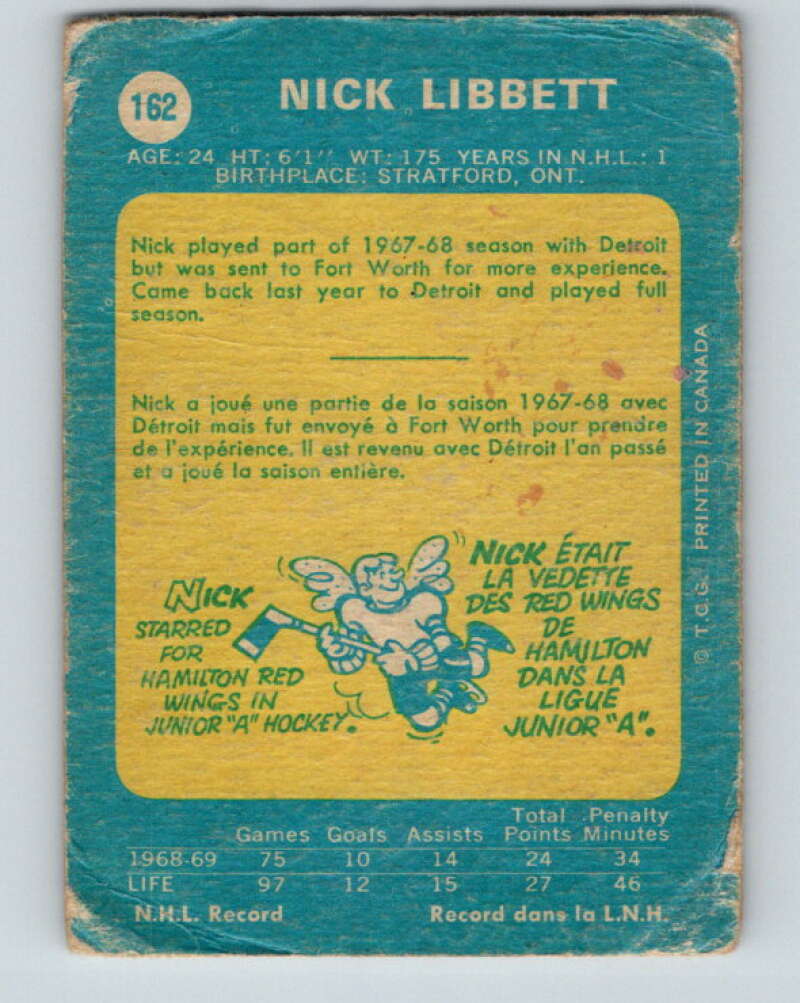 162
NICK LIBBETT
AGE: 24 HT: 6'1" WT: 175 YEARS IN N.H.L.: 1
BIRTHPLACE: STRATFORD, ONT.
Nick played part of 1967-68 season with Detroit
but was sent to Fort Worth for more experience.
Came back last year to Detroit and played full
season.
Nick a joué une partie de la saison 1967-68 avec
Détroit mais fut envoyé à Fort Worth pour prendre
de l'expérience. Il est revenu avec Détroit l'an passé
et a joué la saison entière.
NICK
STARRED
FOR
HAMILTON RED
WINGS IN
JUNIOR "A" HOCKEY.
NICK ÉTAIT
LA VEDETTE
DES RED WINGS
DE
HAMILTON
DANS LA
LIGUE
JUNIOR "A".
© T.C.G. PRINTED IN CANADA
Games Goals Assists Total Points Penalty Minutes
1968-69 75 10 14 24 34
LIFE 97 12 15 27 46
N.H.L. Record Record dans la L.N.H.